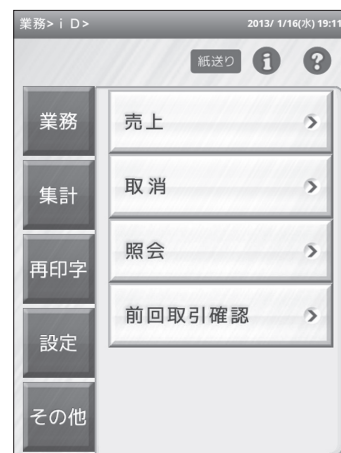 業務>ｉＤ>
2013/ 1/16(水) 19:11
紙送り
i
?
業務
集計
再印字
設定
その他
売上
取消
照会
前回取引確認